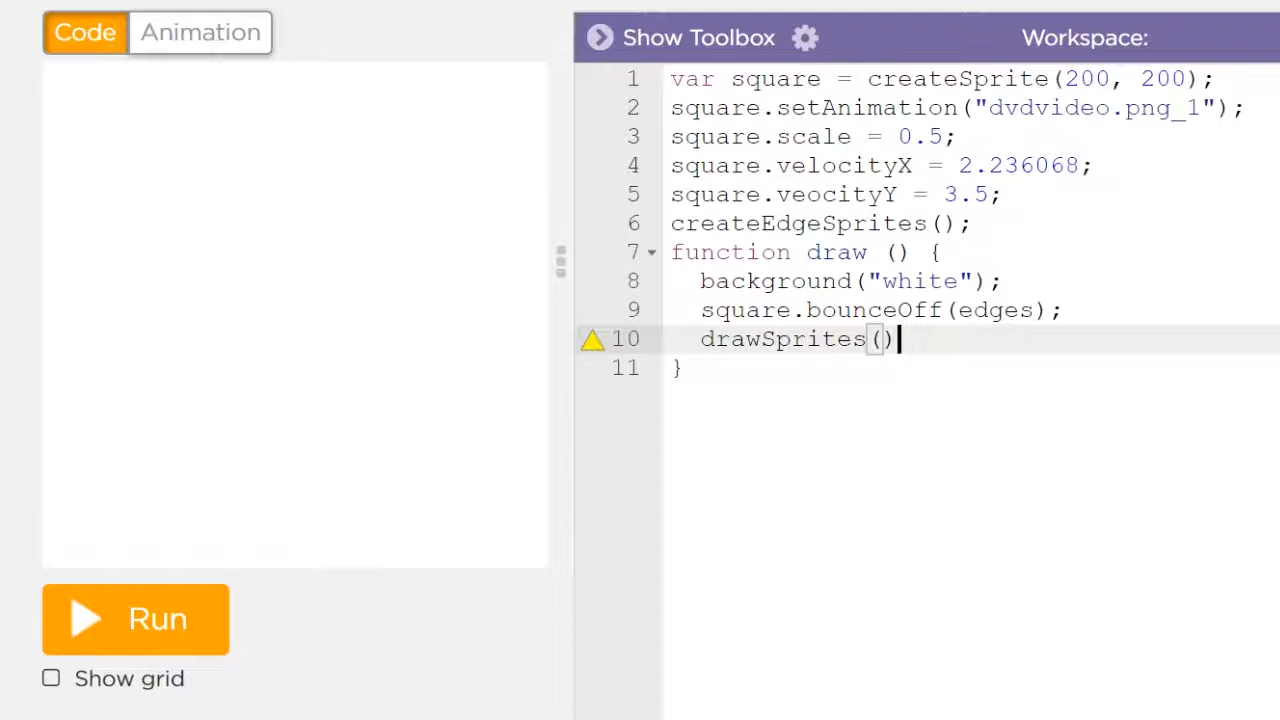 Code Animation
Show Toolbox Workspace:
1 var square = createSprite(200, 200);
2 square.setAnimation("dvdvideo.png_1");
3 square.scale = 0.5;
4 square.velocityX = 2.236068;
5 square.veocityY = 3.5;
6 createEdgeSprites();
7 function draw () {
8 background("white");
9 square.bounceOff(edges);
10 drawSprites()
11 }
Run
Show grid